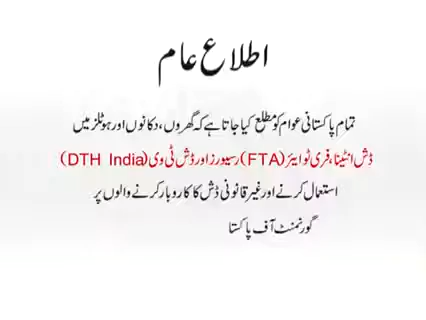 اطلاع عام
تمام پاکستانی عوام کو مطلع کیا جاتا ہے کہ گھروں، دکانوں اور ہوٹلز میں
ڈش انٹینا، فری ٹو ایئر (FTA) رسیورز اور ڈش ٹی وی (DTH India)
استعمال کرنے اور غیر قانونی ڈش کا کاروبار کرنے والوں پر
گورنمنٹ آف پاکستا